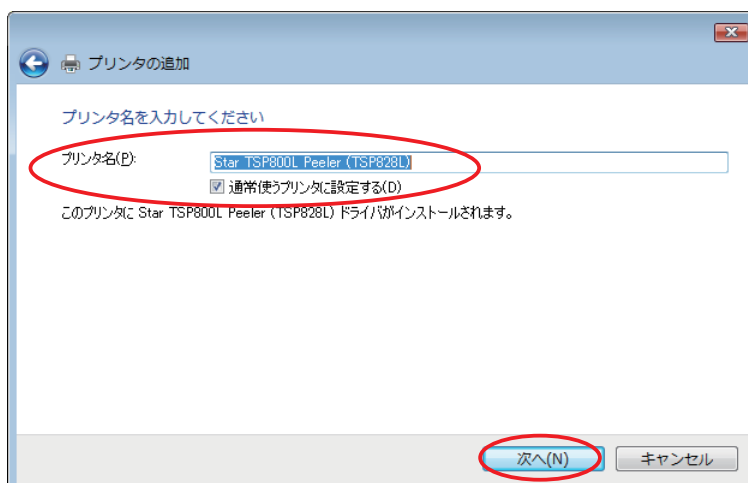 プリンタの追加
プリンタ名を入力してください
プリンタ名(P): Star TSP800L Peeler (TSP828L)
通常使うプリンタに設定する(D)
このプリンタに Star TSP800L Peeler (TSP828L) ドライバがインストールされます。
次へ(N) キャンセル